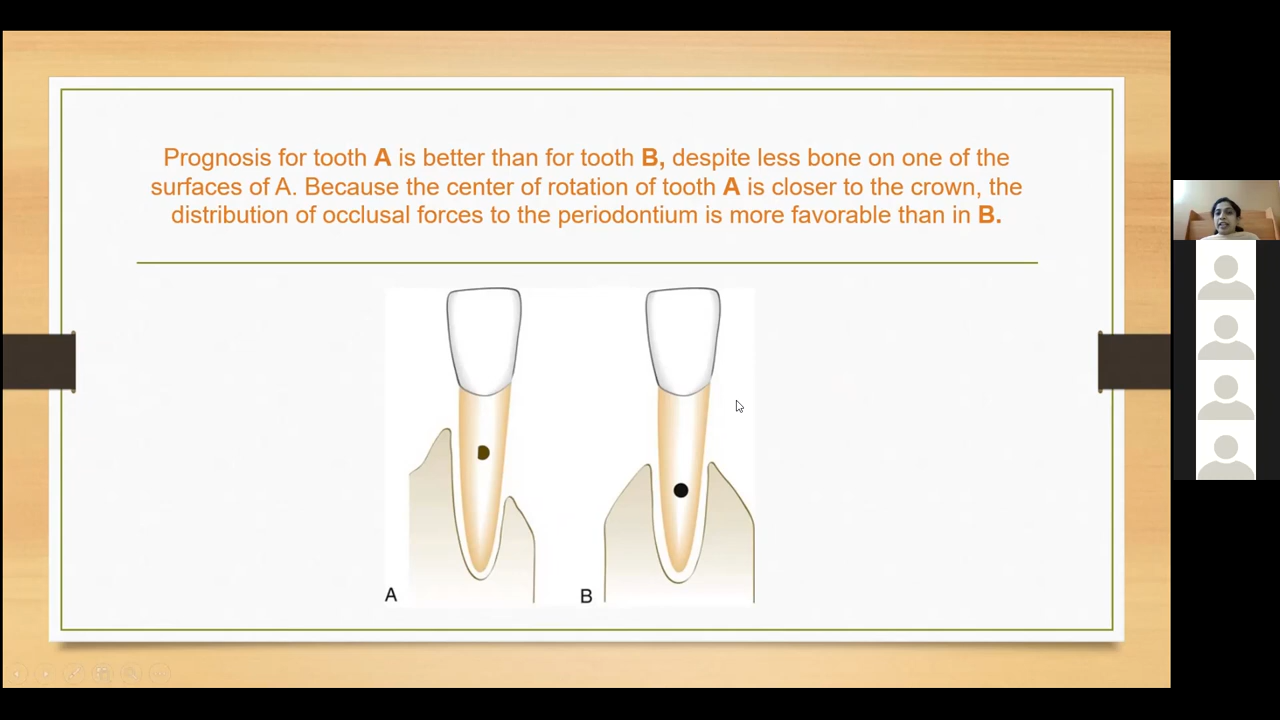 Prognosis for tooth A is better than for tooth B, despite less bone on one of the
surfaces of A. Because the center of rotation of tooth A is closer to the crown, the
distribution of occlusal forces to the periodontium is more favorable than in B.
A
B